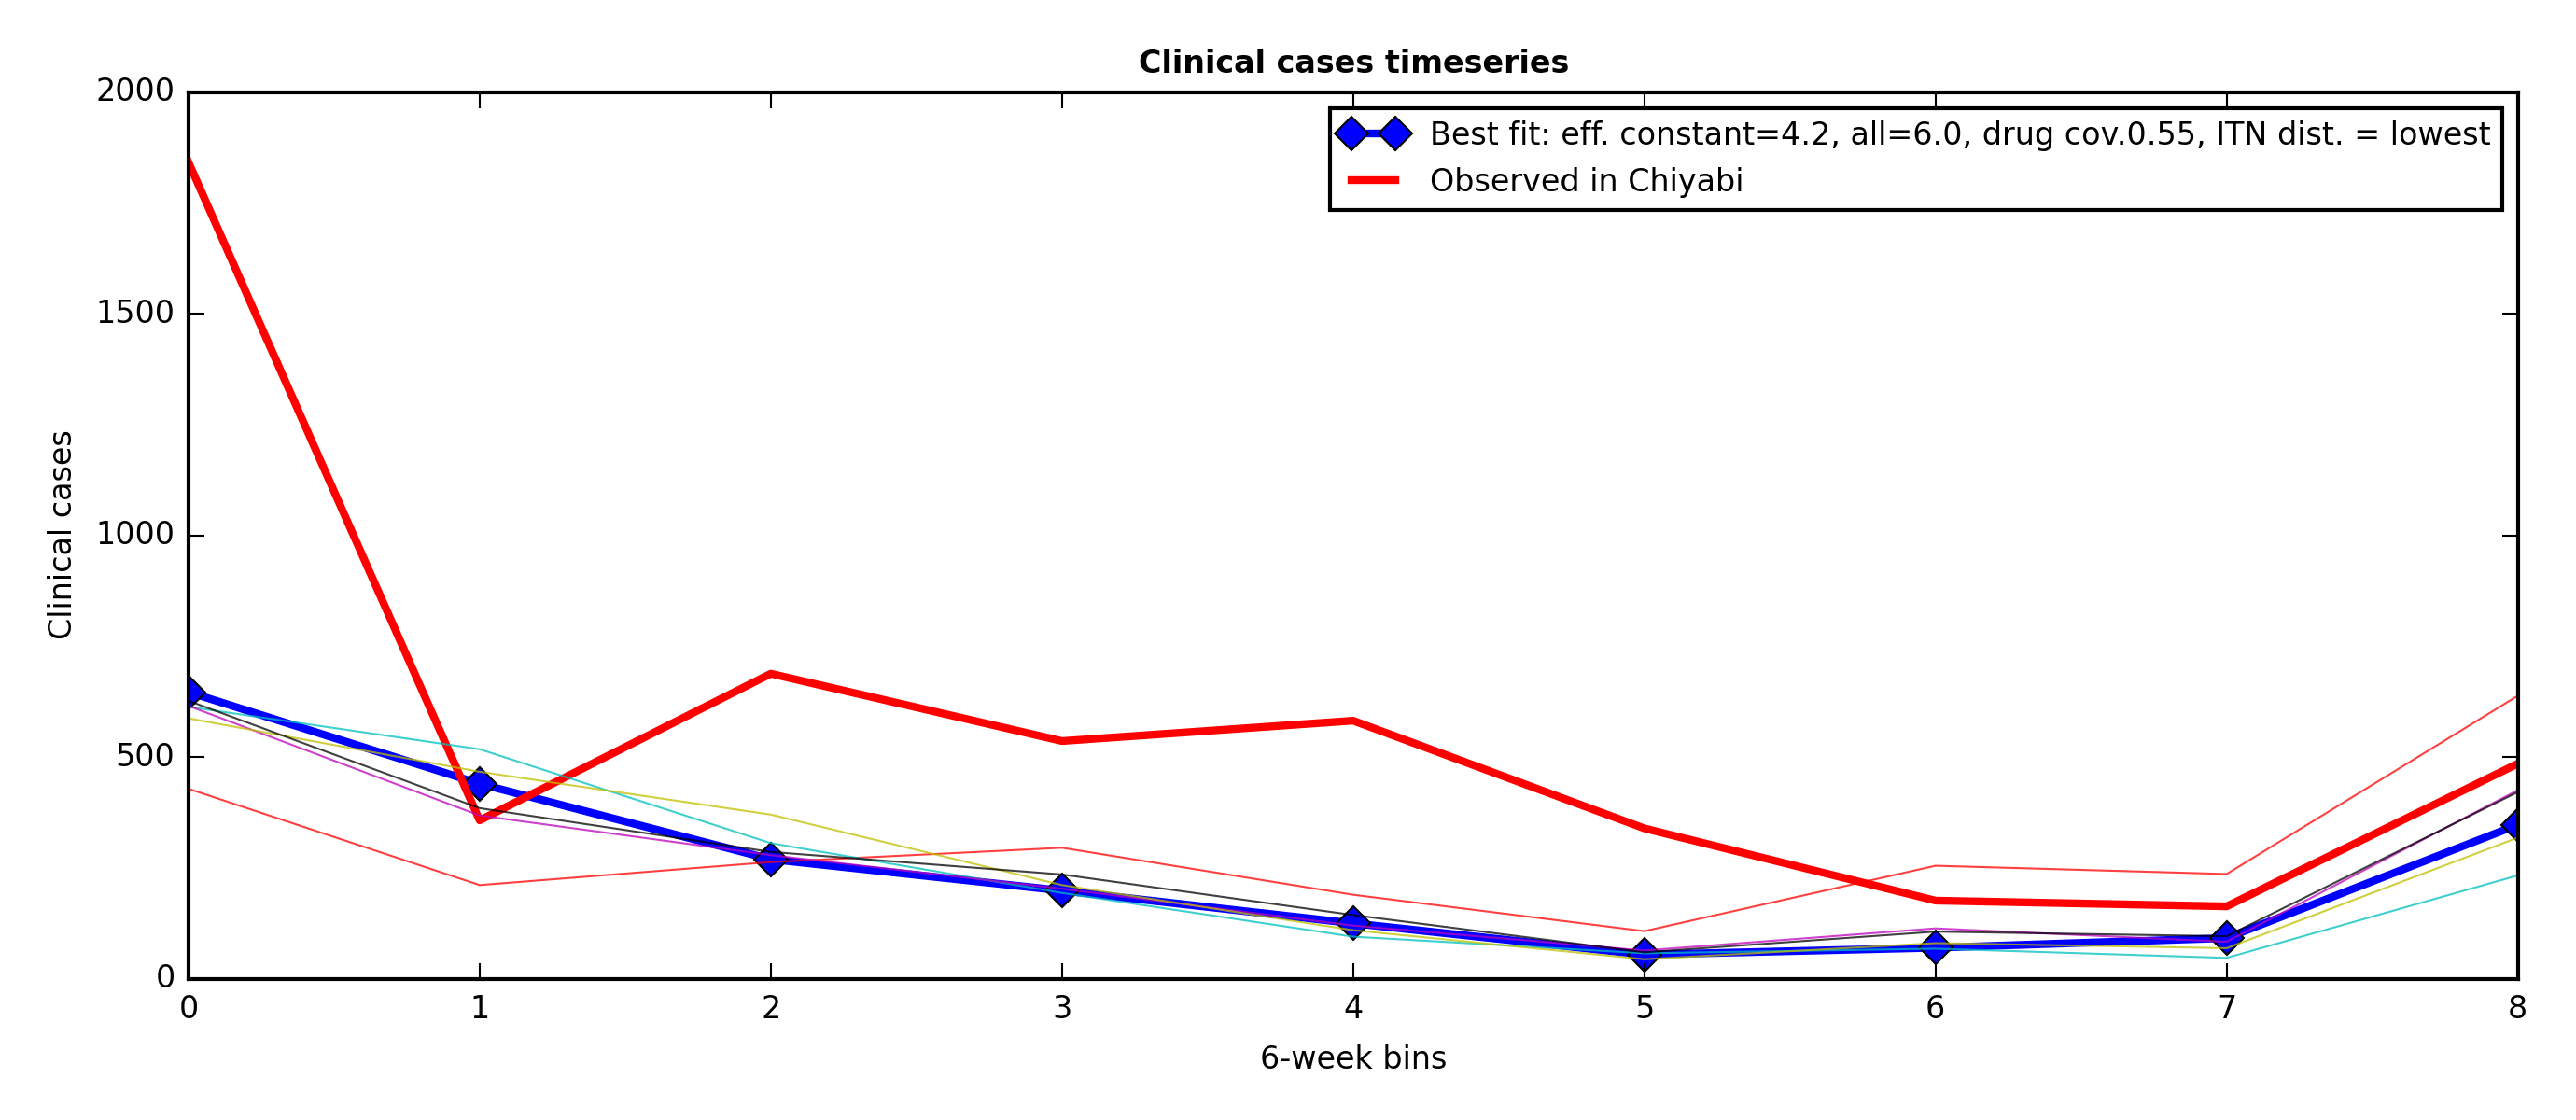 Clinical cases timeseries
2000
1500
1000
500
0
Clinical cases
Best fit: eff. constant=4.2, all=6.0, drug cov.0.55, ITN dist. = lowest
Observed in Chiyabi
0 1 2 3 4 5 6 7 8
6-week bins